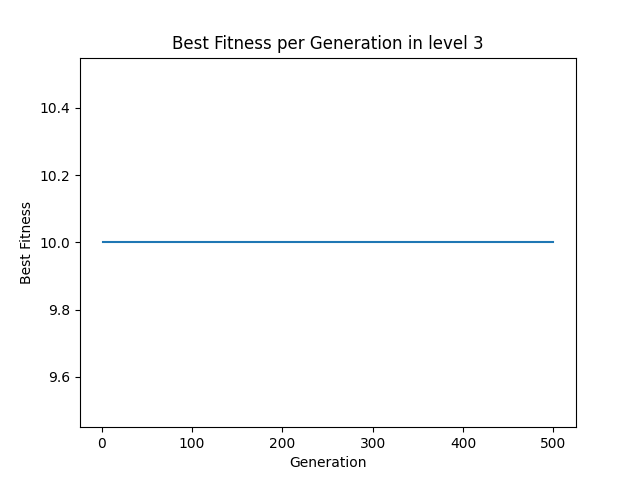 Best Fitness per Generation in level 3
10.4
10.2
10.0
9.8
9.6
Best Fitness
0 100 200 300 400 500
Generation